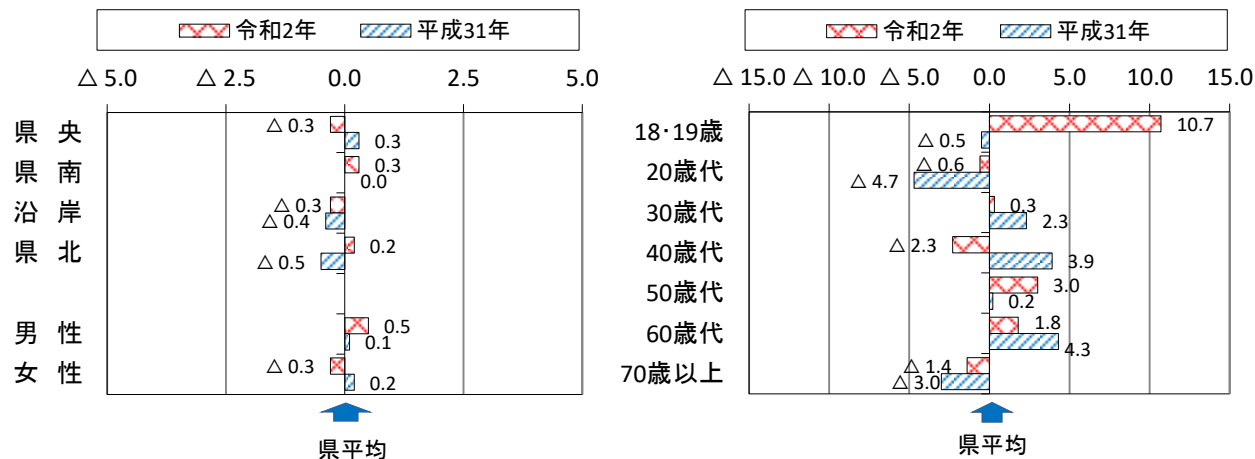 令和2年 平成31年
△ 5.0 △ 2.5 0.0 2.5 5.0
県 央 △ 0.3 0.3
県 南 0.3 0.0
沿 岸 △ 0.3 △ 0.4
県 北 0.2 △ 0.5
男 性 0.5 0.1
女 性 △ 0.3 0.2
県平均
令和2年 平成31年
△ 15.0 △ 10.0 △ 5.0 0.0 5.0 10.0 15.0
18･19歳 10.7 △ 0.5
20歳代 △ 0.6 △ 4.7
30歳代 0.3 2.3
40歳代 △ 2.3 3.9
50歳代 3.0 0.2
60歳代 1.8 4.3
70歳以上 △ 1.4 △ 3.0
県平均